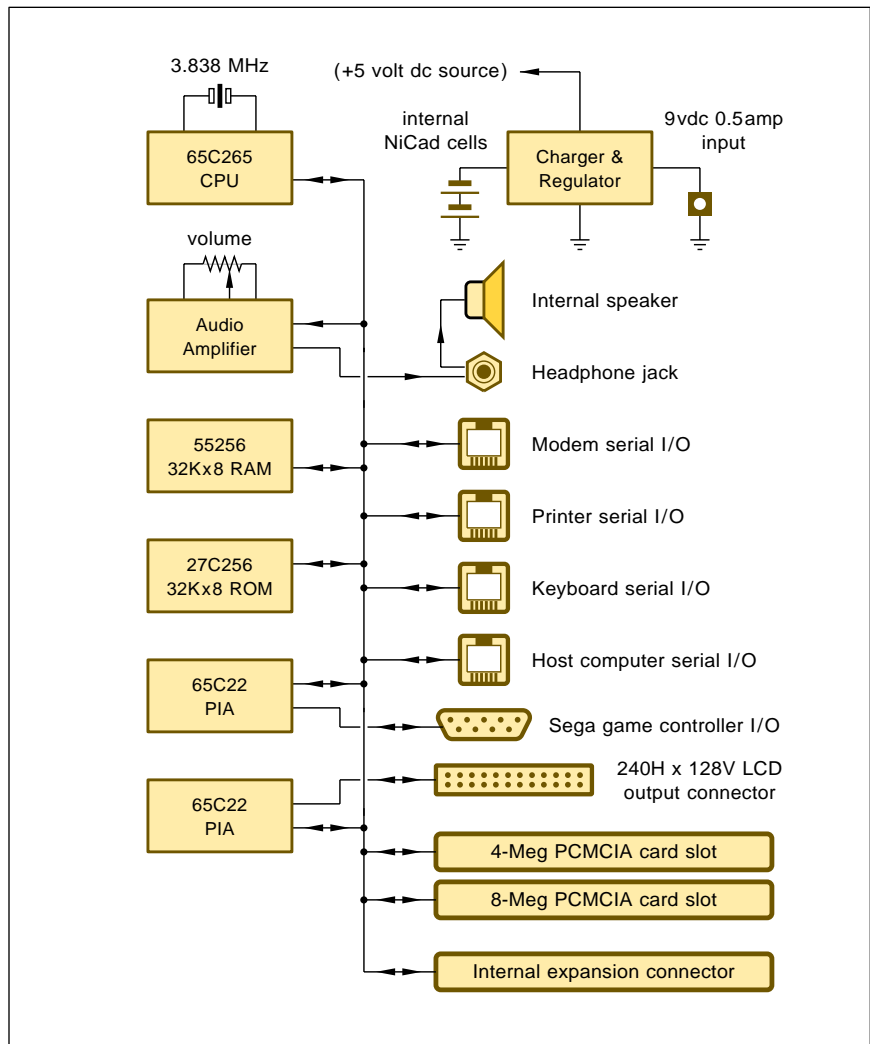 3.838 MHz
65C265
CPU
(+5 volt dc source)
internal
NiCad cells
Charger &
Regulator
9vdc 0.5amp
input
volume
Audio
Amplifier
Internal speaker
Headphone jack
55256
32Kx8 RAM
Modem serial I/O
Printer serial I/O
27C256
32Kx8 ROM
Keyboard serial I/O
Host computer serial I/O
65C22
PIA
Sega game controller I/O
240H x 128V LCD
output connector
65C22
PIA
4-Meg PCMCIA card slot
8-Meg PCMCIA card slot
Internal expansion connector